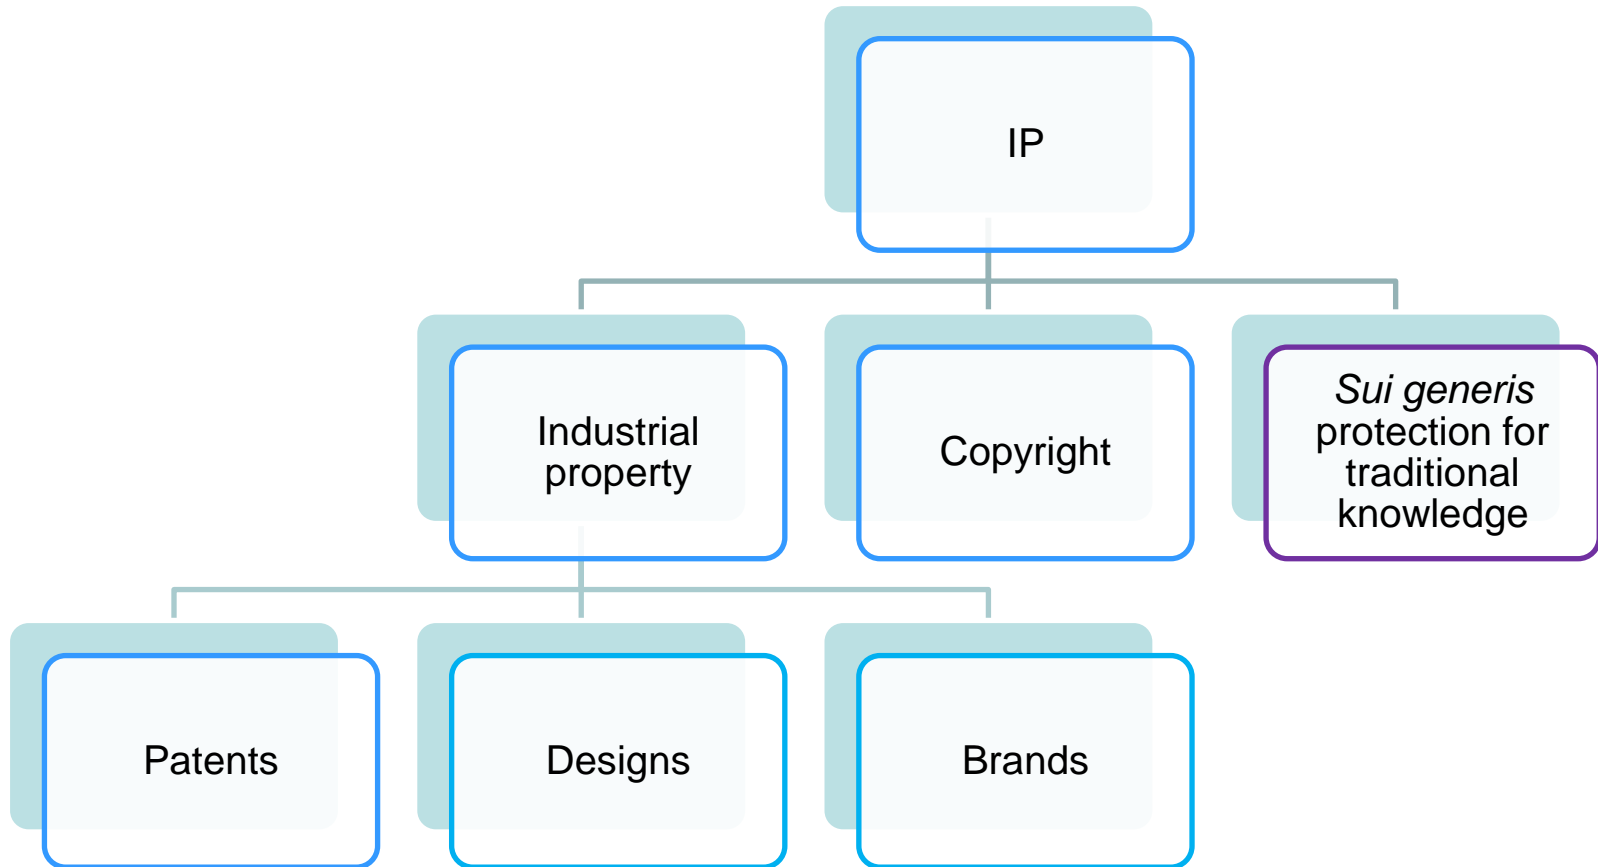 IP
Industrial
property
Copyright
Sui generis
protection for
traditional
knowledge
Patents
Designs
Brands